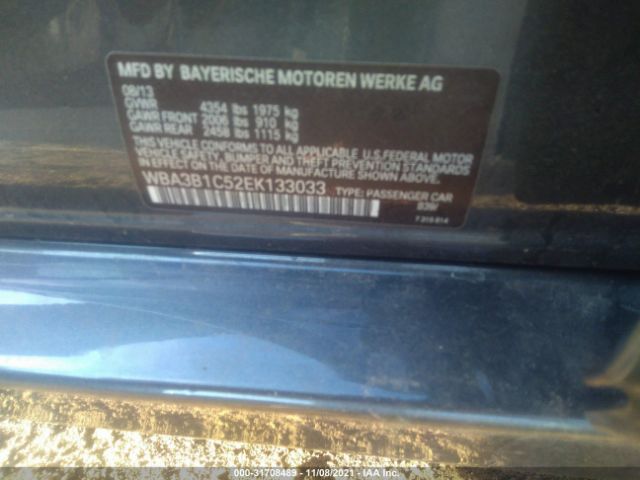 MFD BY BAYERISCHE MOTOREN WERKE AG
08/13
GVWR 4354 lbs 1975 kg
GAWR FRONT 2006 lbs 910 kg
GAWR REAR 2458 lbs 1115 kg
THIS VEHICLE CONFORMS TO ALL APPLICABLE U.S.FEDERAL MOTOR
VEHICLE SAFETY, BUMPER, AND THEFT PREVENTION STANDARDS
IN EFFECT ON THE DATE OF MANUFACTURE SHOWN ABOVE.
WBA3B1C52EK133033 TYPE: PASSENGER CAR
000-31708489 - 11/08/2021 - IAA Inc.